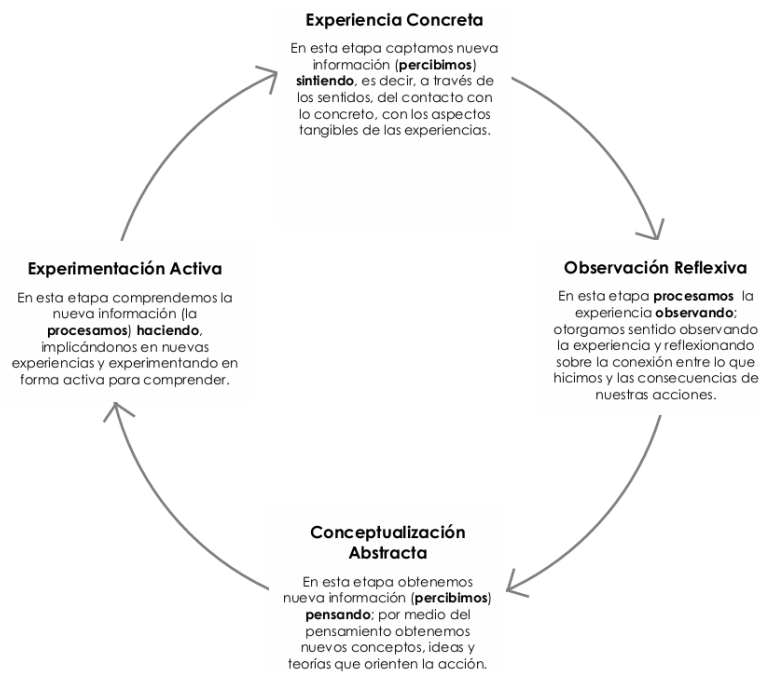 Experiencia Concreta
En esta etapa captamos nueva
información (percibimos)
sintiendo, es decir, a través de
los sentidos, del contacto con
lo concreto, con los aspectos
tangibles de las experiencias.
Observación Reflexiva
En esta etapa procesamos la
experiencia observando;
otorgamos sentido observando
la experiencia y reflexionando
sobre la conexión entre lo que
hicimos y las consecuencias de
nuestras acciones.
Conceptualización
Abstracta
En esta etapa obtenemos
nueva información (percibimos)
pensando; por medio del
pensamiento obtenemos
nuevos conceptos, ideas y
teorías que orienten la acción.
Experimentación Activa
En esta etapa comprendemos la
nueva información (la
procesamos) haciendo,
implicándonos en nuevas
experiencias y experimentando en
forma activa para comprender.